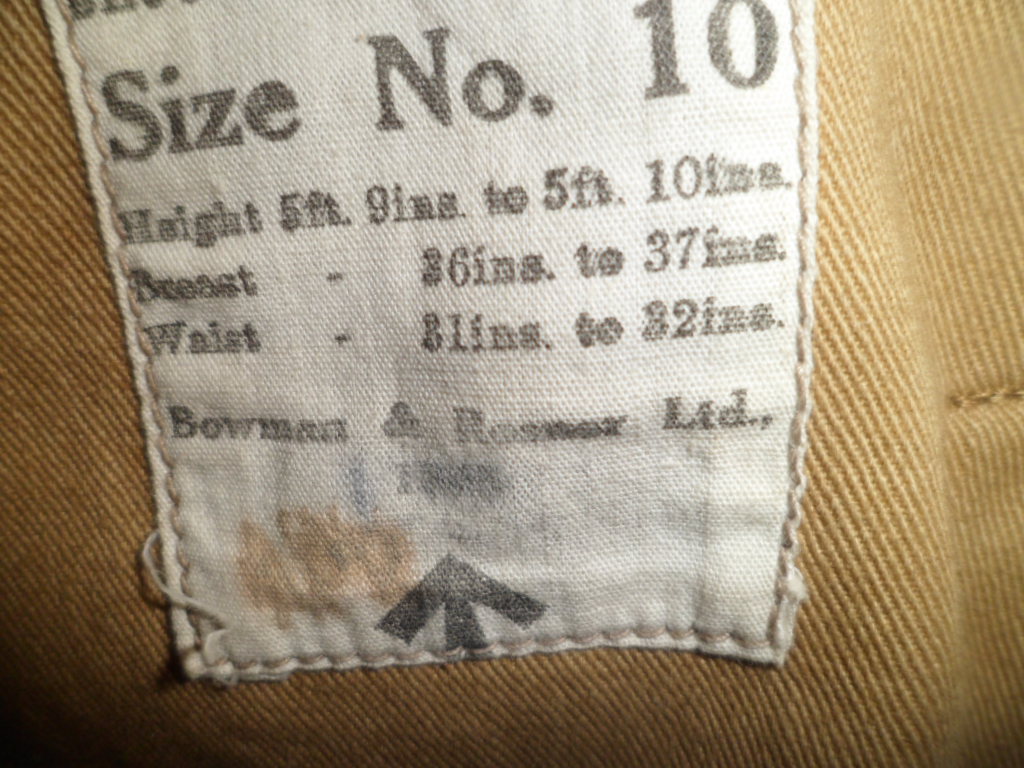 Size No. 10
Height 5ft. 9ins. to 5ft. 10ins.
Breast - 36ins. to 37ins.
Waist - 31ins. to 32ins.
Bowman & Ltd.,